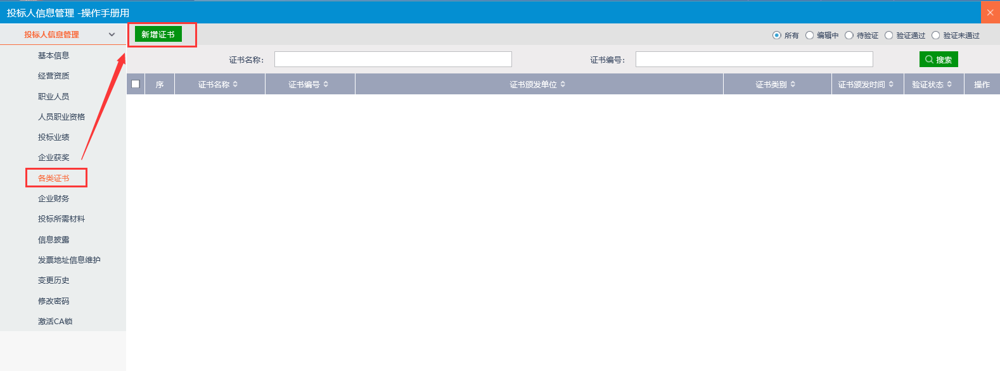 投标人信息管理 -操作手册用
投标人信息管理
基本信息
经营资质
职业人员
人员职业资格
投标业绩
企业获奖
各类证书
企业财务
投标所需材料
信息披露
发票地址信息维护
变更历史
修改密码
激活CA锁
新增证书
所有 编辑中 待验证 验证通过 验证未通过
证书名称： 证书编号： 搜索
序 证书名称 证书编号 证书颁发单位 证书类别 证书颁发时间 验证状态 操作